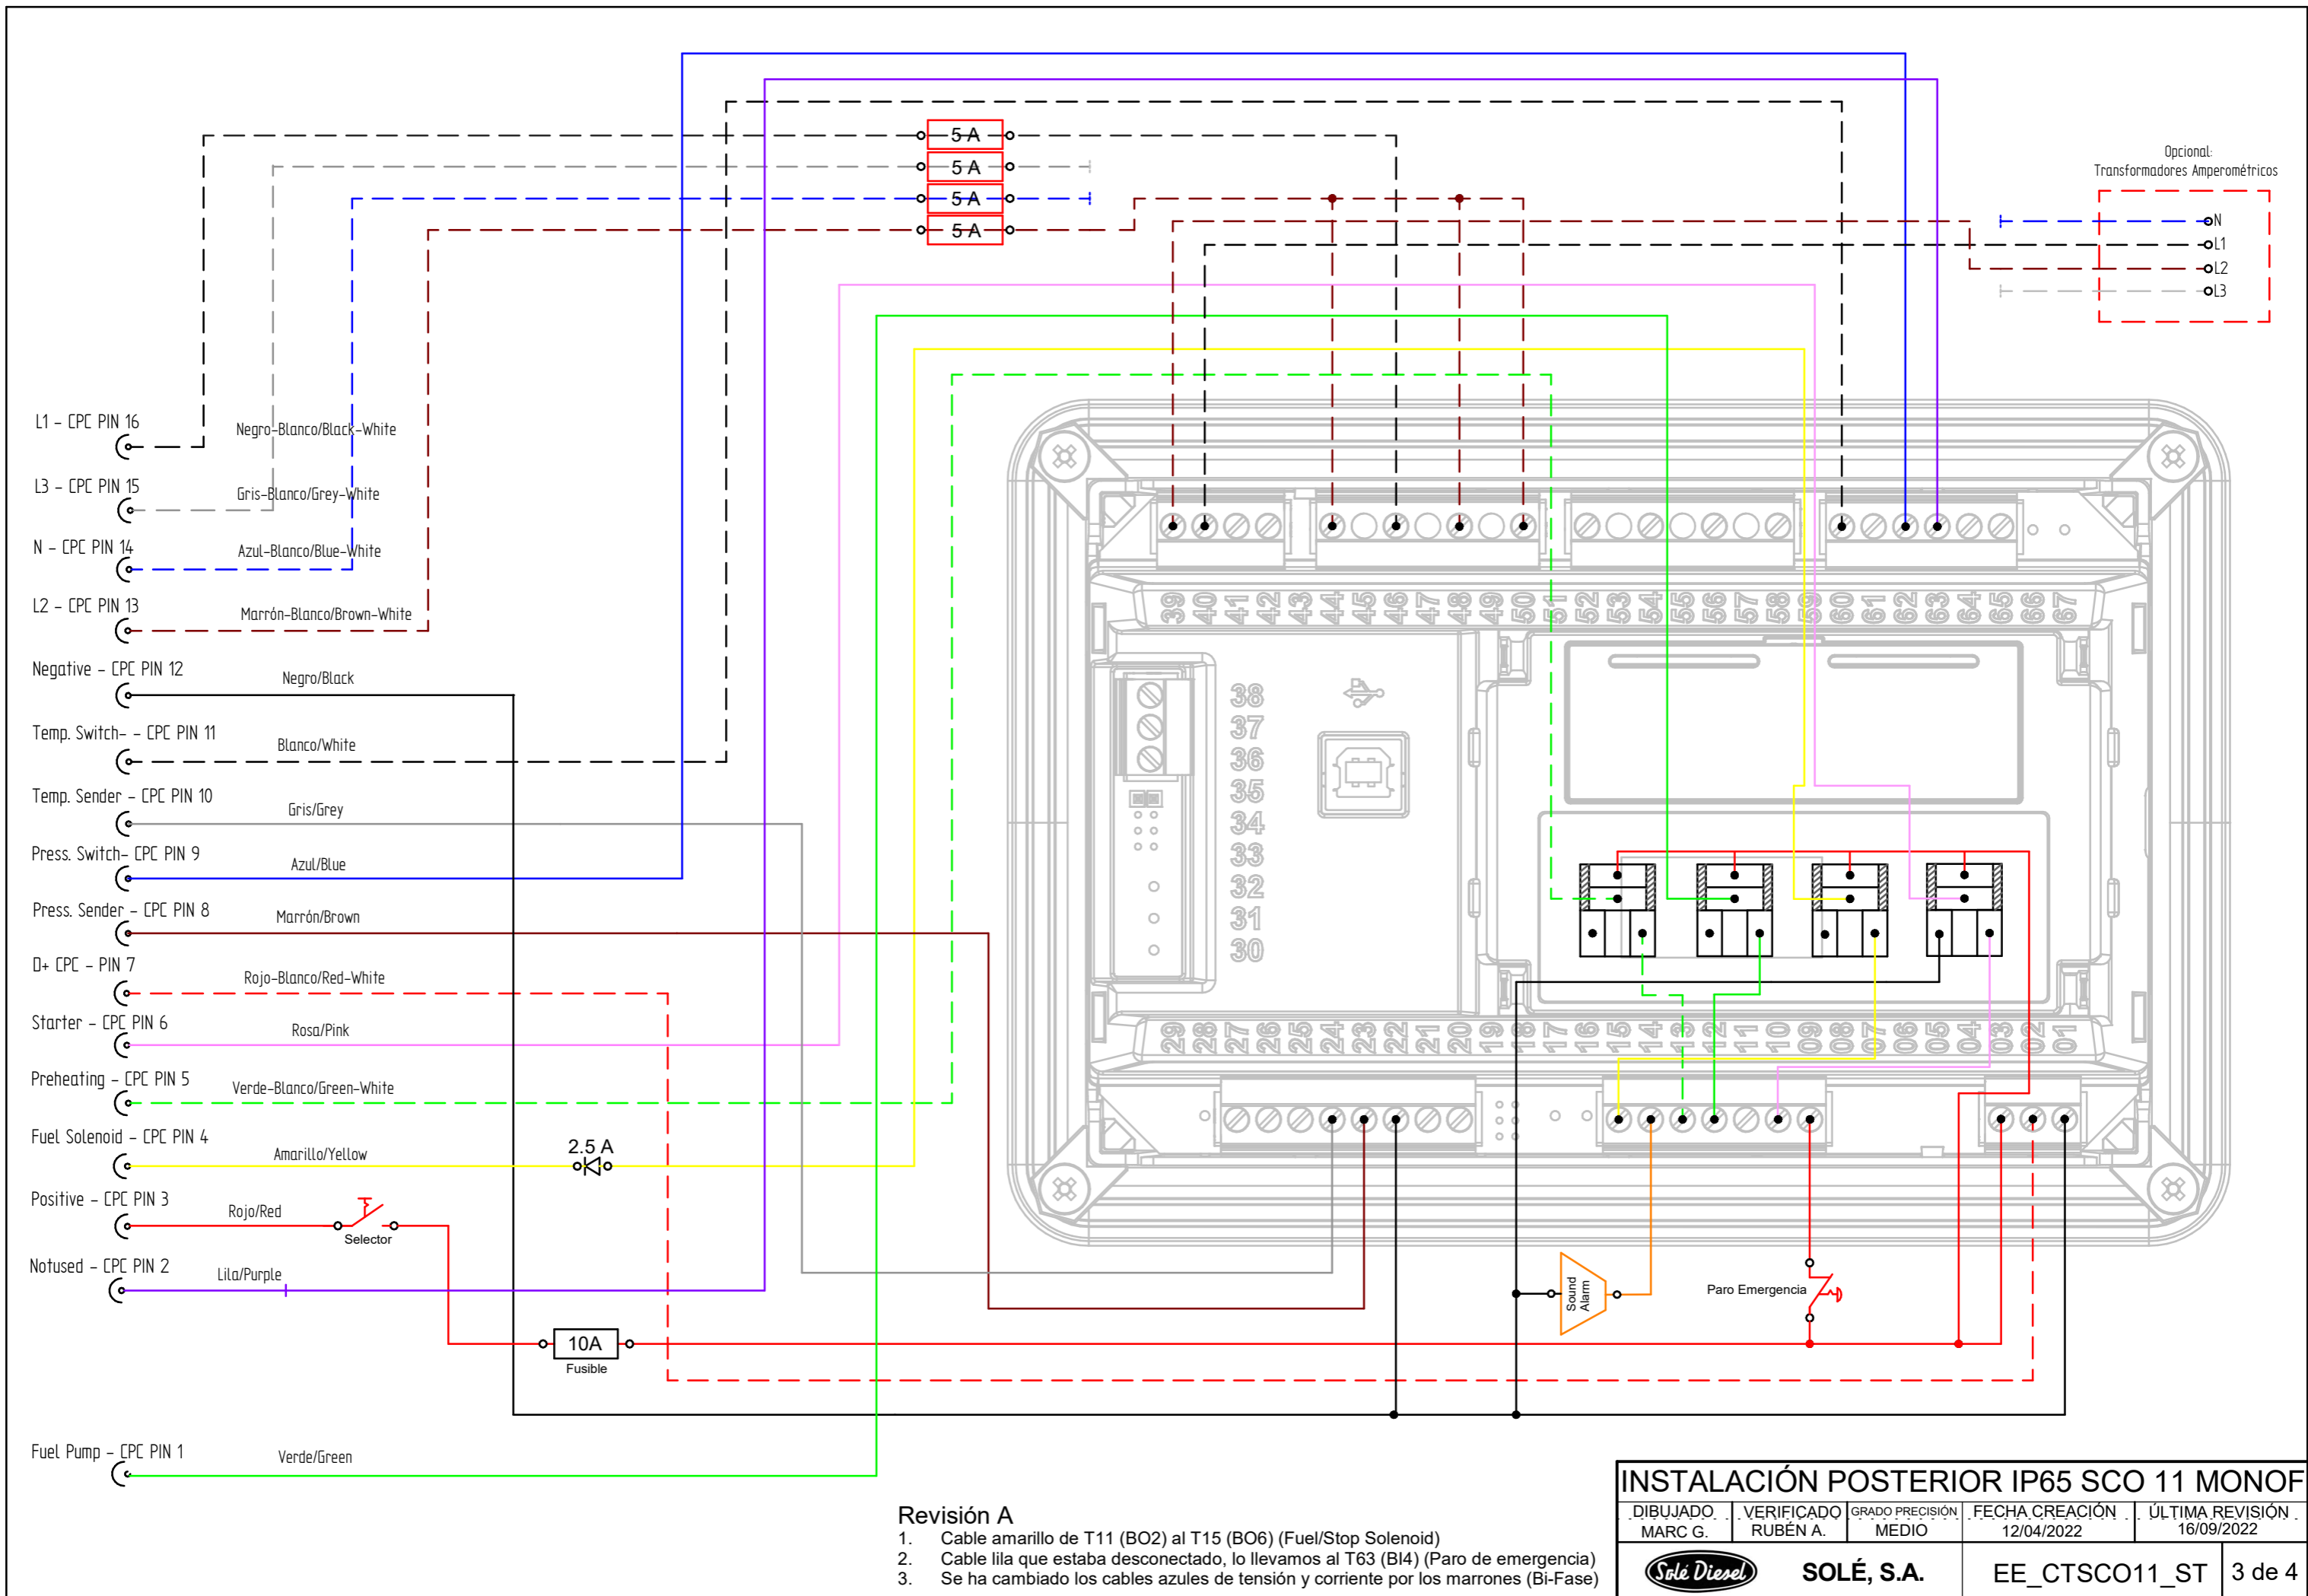 5 A
5 A
5 A
5 A
Opcional:
Transformadores Amperométricos
N
L1
L2
L3
L1 - CPC PIN 16
Negro-Blanco/Black-White
L3 - CPC PIN 15
Gris-Blanco/Grey-White
N - CPC PIN 14
Azul-Blanco/Blue-White
L2 - CPC PIN 13
Marrón-Blanco/Brown-White
Negative - CPC PIN 12
Negro/Black
Temp. Switch- - CPC PIN 11
Blanco/White
Temp. Sender - CPC PIN 10
Gris/Grey
Press. Switch- CPC PIN 9
Azul/Blue
Press. Sender - CPC PIN 8
Marrón/Brown
D+ CPC - PIN 7
Rojo-Blanco/Red-White
Starter - CPC PIN 6
Rosa/Pink
Preheating - CPC PIN 5
Verde-Blanco/Green-White
Fuel Solenoid - CPC PIN 4
Amarillo/Yellow
2.5 A
Positive - CPC PIN 3
Rojo/Red
Selector
Notused - CPC PIN 2
Lila/Purple
10A
Fusible
Fuel Pump - CPC PIN 1
Verde/Green
39 40 41 42 43 44 45 46 47 48 49 50 51 52 53 54 55 56 57 58 59 60 61 62 63 64 65 66 67
38
37
36
35
34
33
32
31
30
29 28 27 26 25 24 23 22 21 20 19 18 17 16 15 14 13 12 11 10 09 08 07 06 05 04 03 02 01
Sound
Alarm
Paro Emergencia
Revisión A
1. Cable amarillo de T11 (BO2) al T15 (BO6) (Fuel/Stop Solenoid)
2. Cable lila que estaba desconectado, lo llevamos al T63 (BI4) (Paro de emergencia)
3. Se ha cambiado los cables azules de tensión y corriente por los marrones (Bi-Fase)
INSTALACIÓN POSTERIOR IP65 SCO 11 MONOF
DIBUJADO VERIFICADO GRADO PRECISIÓN FECHA CREACIÓN ÚLTIMA REVISIÓN
MARC G. RUBÉN A. MEDIO 12/04/2022 16/09/2022
Solé Diesel SOLÉ, S.A. EE_CTSCO11_ST 3 de 4